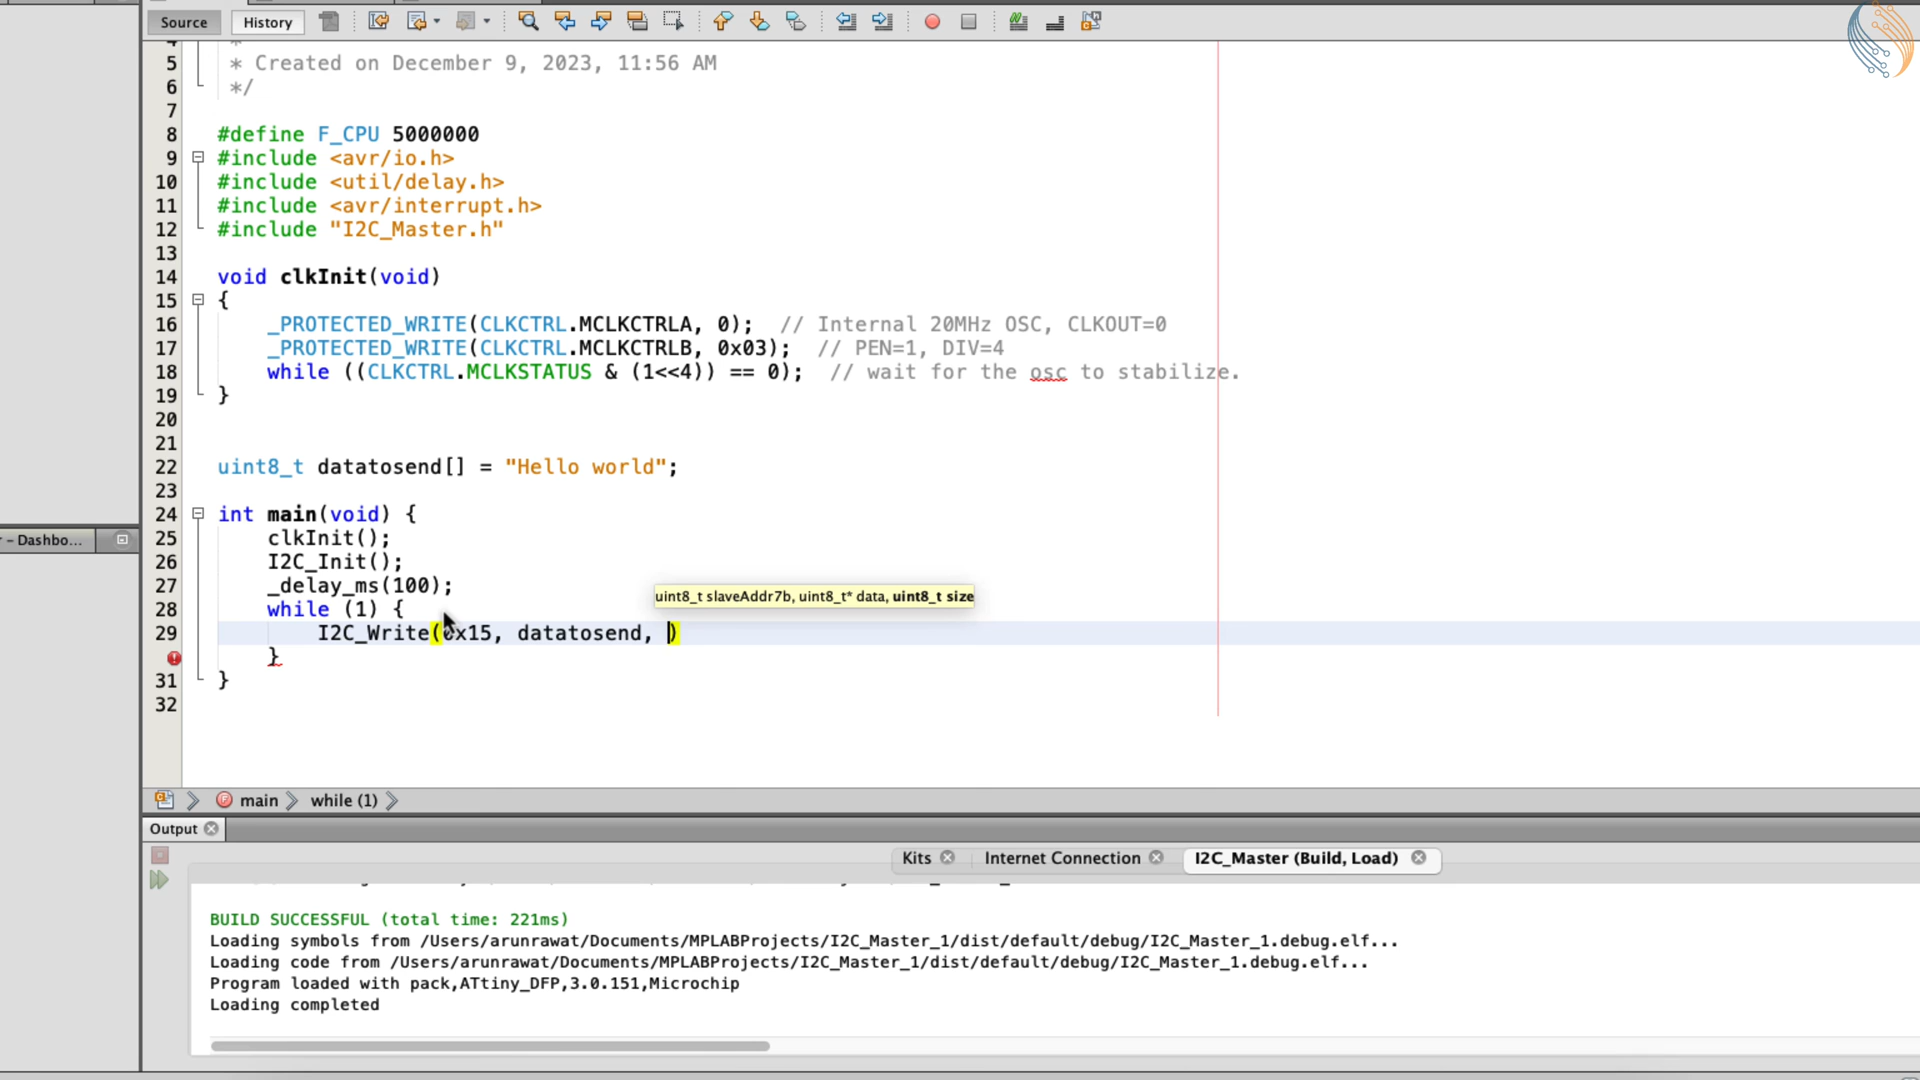 Source History
4 *
5 * Created on December 9, 2023, 11:56 AM
6 */
7
8 #define F_CPU 5000000
9 #include <avr/io.h>
10 #include <util/delay.h>
11 #include <avr/interrupt.h>
12 #include "I2C_Master.h"
13
14 void clkInit(void)
15 {
16 _PROTECTED_WRITE(CLKCTRL.MCLKCTRLA, 0); // Internal 20MHz OSC, CLKOUT=0
17 _PROTECTED_WRITE(CLKCTRL.MCLKCTRLB, 0x03); // PEN=1, DIV=4
18 while ((CLKCTRL.MCLKSTATUS & (1<<4)) == 0); // wait for the osc to stabilize.
19 }
20
21
22 uint8_t datatosend[] = "Hello world";
23
24 int main(void) {
25 clkInit();
26 I2C_Init();
27 _delay_ms(100);
28 while (1) {
uint8_t slaveAddr7b, uint8_t* data, uint8_t size
29 I2C_Write(0x15, datatosend, )
}
31 }
32
- Dashbo...
main while (1)
Output
Kits Internet Connection I2C_Master (Build, Load)
BUILD SUCCESSFUL (total time: 221ms)
Loading symbols from /Users/arunrawat/Documents/MPLABProjects/I2C_Master_1/dist/default/debug/I2C_Master_1.debug.elf...
Loading code from /Users/arunrawat/Documents/MPLABProjects/I2C_Master_1/dist/default/debug/I2C_Master_1.debug.elf...
Program loaded with pack,ATtiny_DFP,3.0.151,Microchip
Loading completed